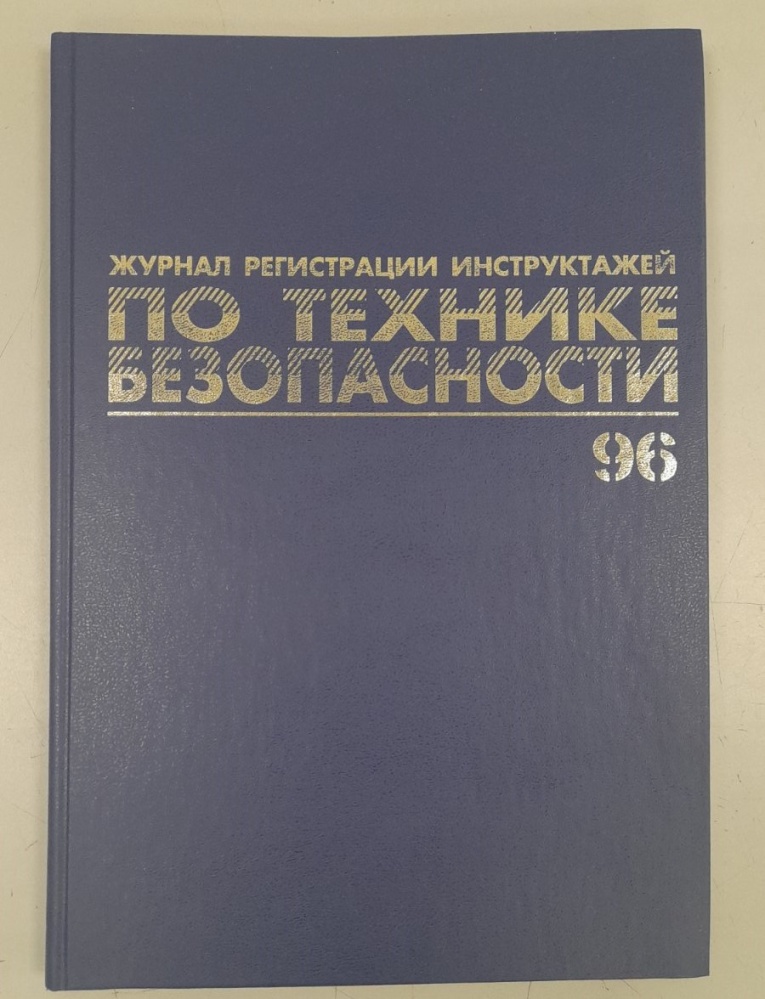 ЖУРНАЛ РЕГИСТРАЦИИ ИНСТРУКТАЖЕЙ
ПО ТЕХНИКЕ
БЕЗОПАСНОСТИ
96